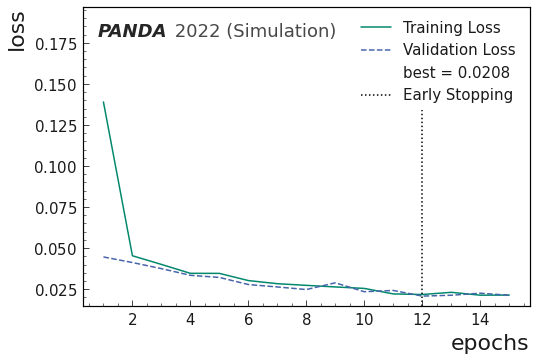 loss
PANDA 2022 (Simulation)
Training Loss
Validation Loss
best = 0.0208
Early Stopping
0.175
0.150
0.125
0.100
0.075
0.050
0.025
2 4 6 8 10 12 14
epochs